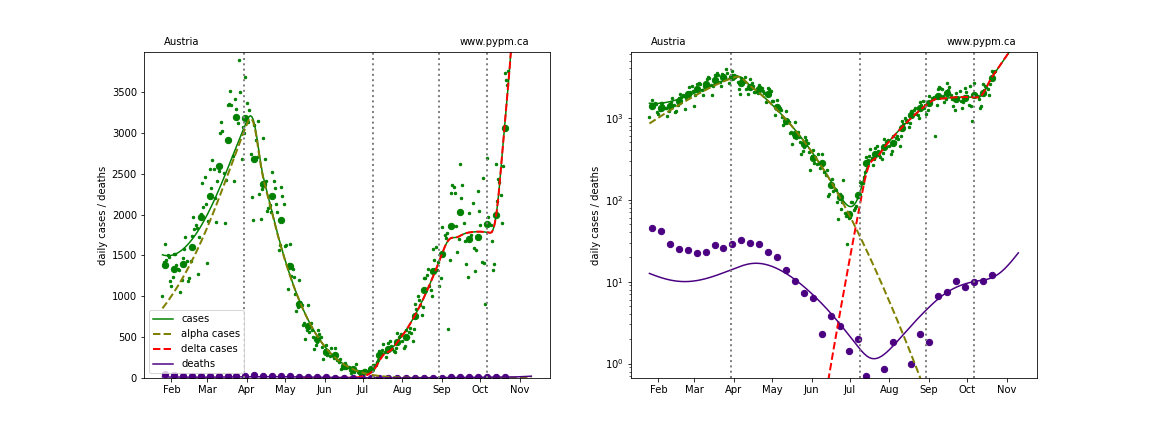 Austria www.pypm.ca
daily cases / deaths
3500
3000
2500
2000
1500
1000
500
0
cases
alpha cases
delta cases
deaths
Feb Mar Apr May Jun Jul Aug Sep Oct Nov
Austria www.pypm.ca
daily cases / deaths
10³
10²
10¹
10⁰
Feb Mar Apr May Jun Jul Aug Sep Oct Nov